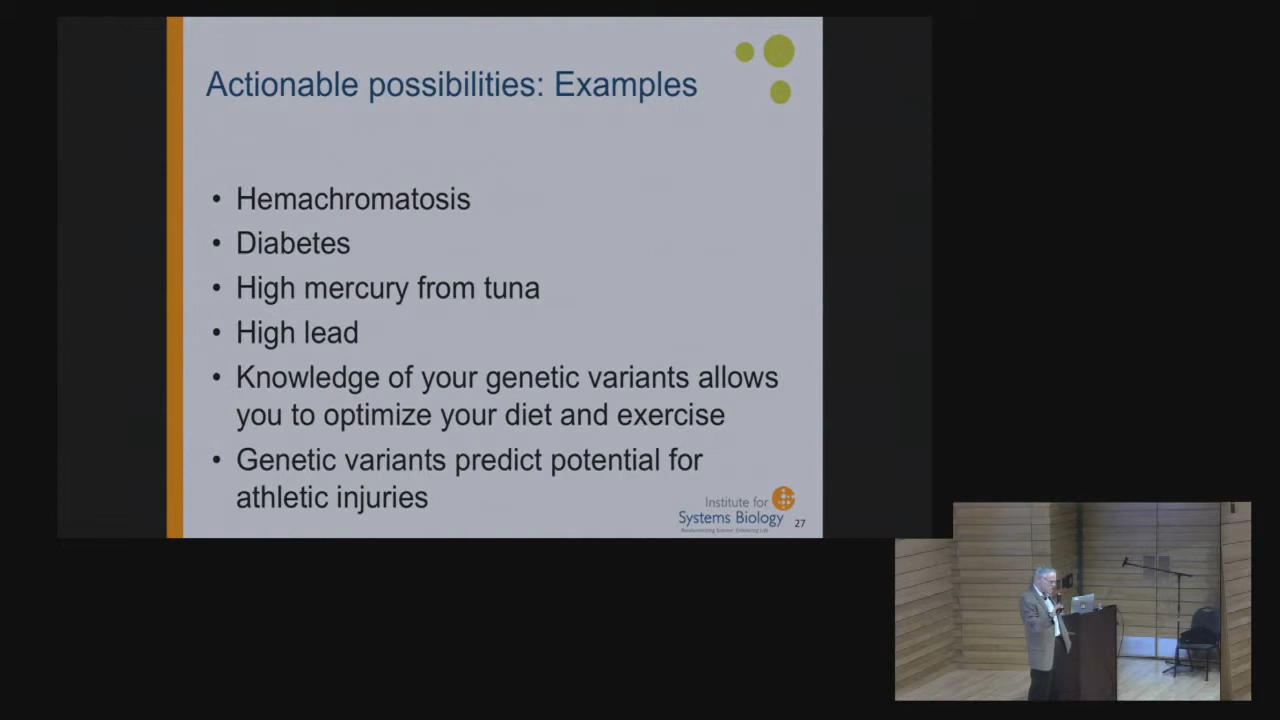 Actionable possibilities: Examples
• Hemachromatosis
• Diabetes
• High mercury from tuna
• High lead
• Knowledge of your genetic variants allows
you to optimize your diet and exercise
• Genetic variants predict potential for
athletic injuries
Institute for
Systems Biology
27